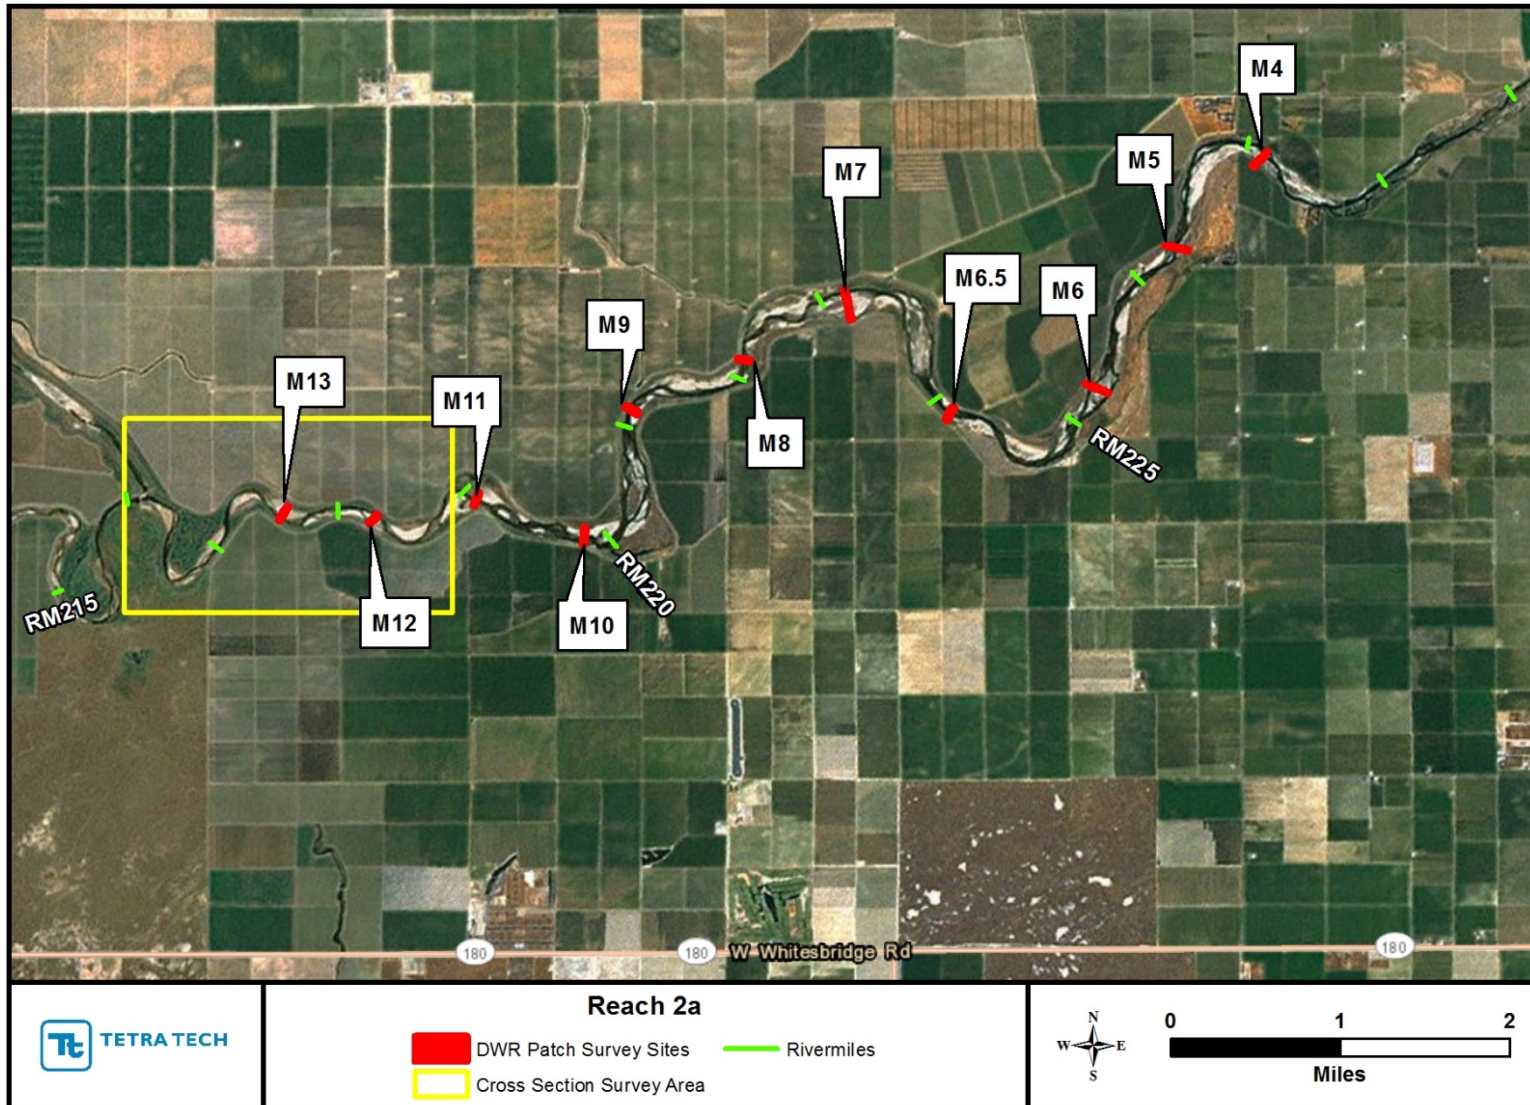 M4
M5
M7
M6.5
M6
M9
M13
M11
M8
RM225
RM220
RM215
M12
M10
180
180
W Whitesbridge Rd
180
Reach 2a
TETRA TECH
Tt
DWR Patch Survey Sites
Rivermiles
Cross Section Survey Area
N
W
E
S
0
1
2
Miles